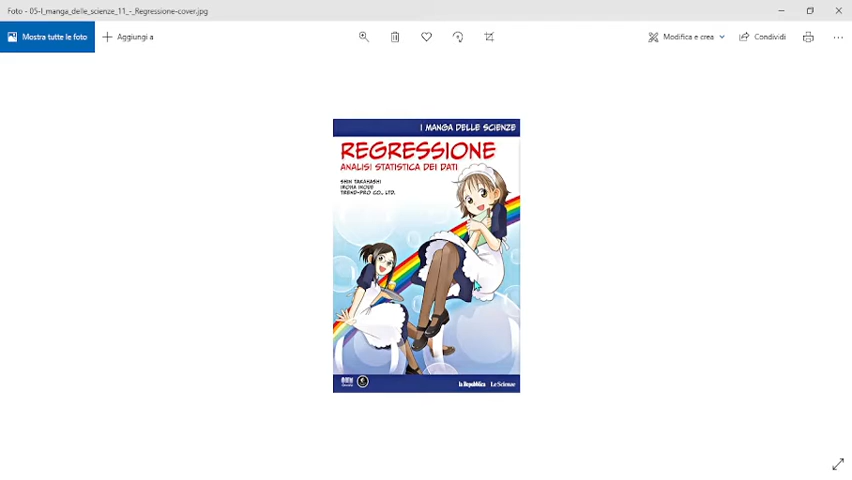 Foto - 05-I_manga_delle_scienze_11_-_Regressione-cover.jpg
Mostra tutte le foto
Aggiungi a
Modifica e crea
Condividi
I MANGA DELLE SCIENZE
REGRESSIONE
ANALISI STATISTICA DEI DATI
SHIN TAKAHASHI
IROHA INOUE
TREND-PRO CO., LTD.
la Repubblica
Le Scienze